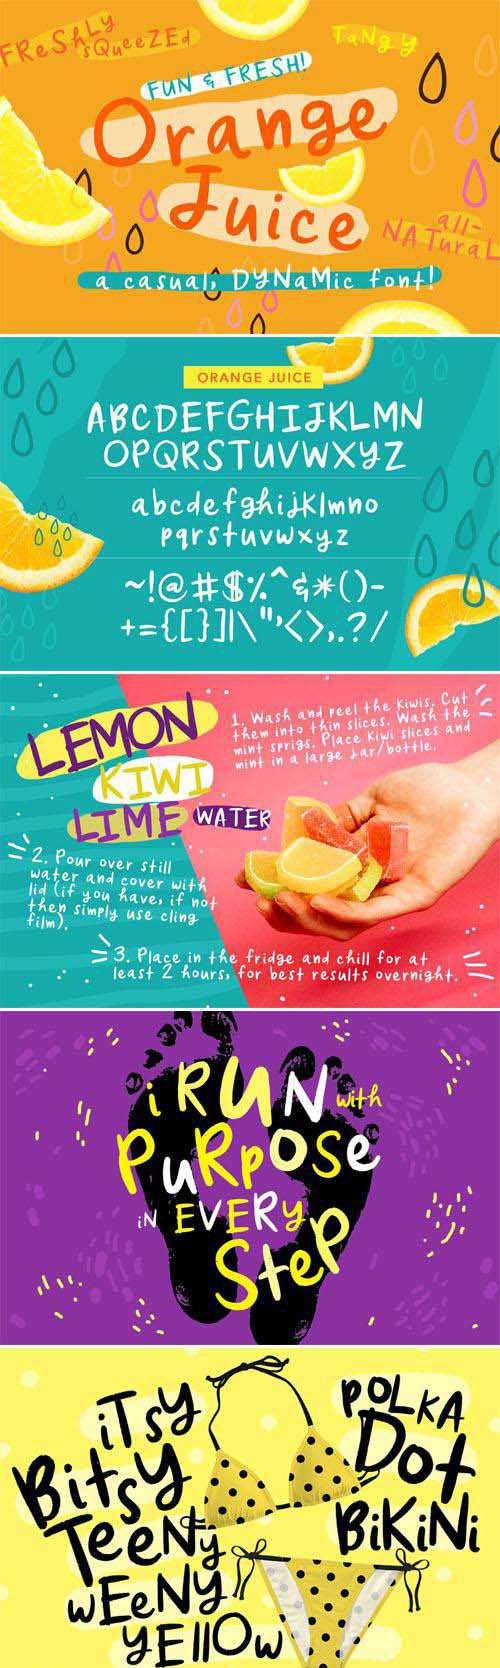 FReShLy
sQueeZEd
TaNgy
FUN & FRESH!
Orange
Juice
all-
NATuraL
a casual, DyNaMic font!
ORANGE JUICE
ABCDEFGHIJKLMN
OPQRSTUVWXYZ
abcdefghijklmno
pqrstuvwxyz
~!@#$%^&*()-
+={[}]|\"'<>,.?/
LEMON
KIWI
LIME WATER
1. Wash and peel the kiwis. Cut
them into thin slices. Wash the
mint sprigs. Place kiwi slices and
mint in a large jar/bottle.
2. Pour over still
water and cover with
lid (if you have, if not
then simply use cling
film).
3. Place in the fridge and chill for at
least 2 hours, for best results overnight.
i RUN with
PuRpOSe
iN EVERy
SteP
iTsy
Bitsy
TeeNty
wEeNy
yEllOw
pOLKA
Dot
BiKiNi